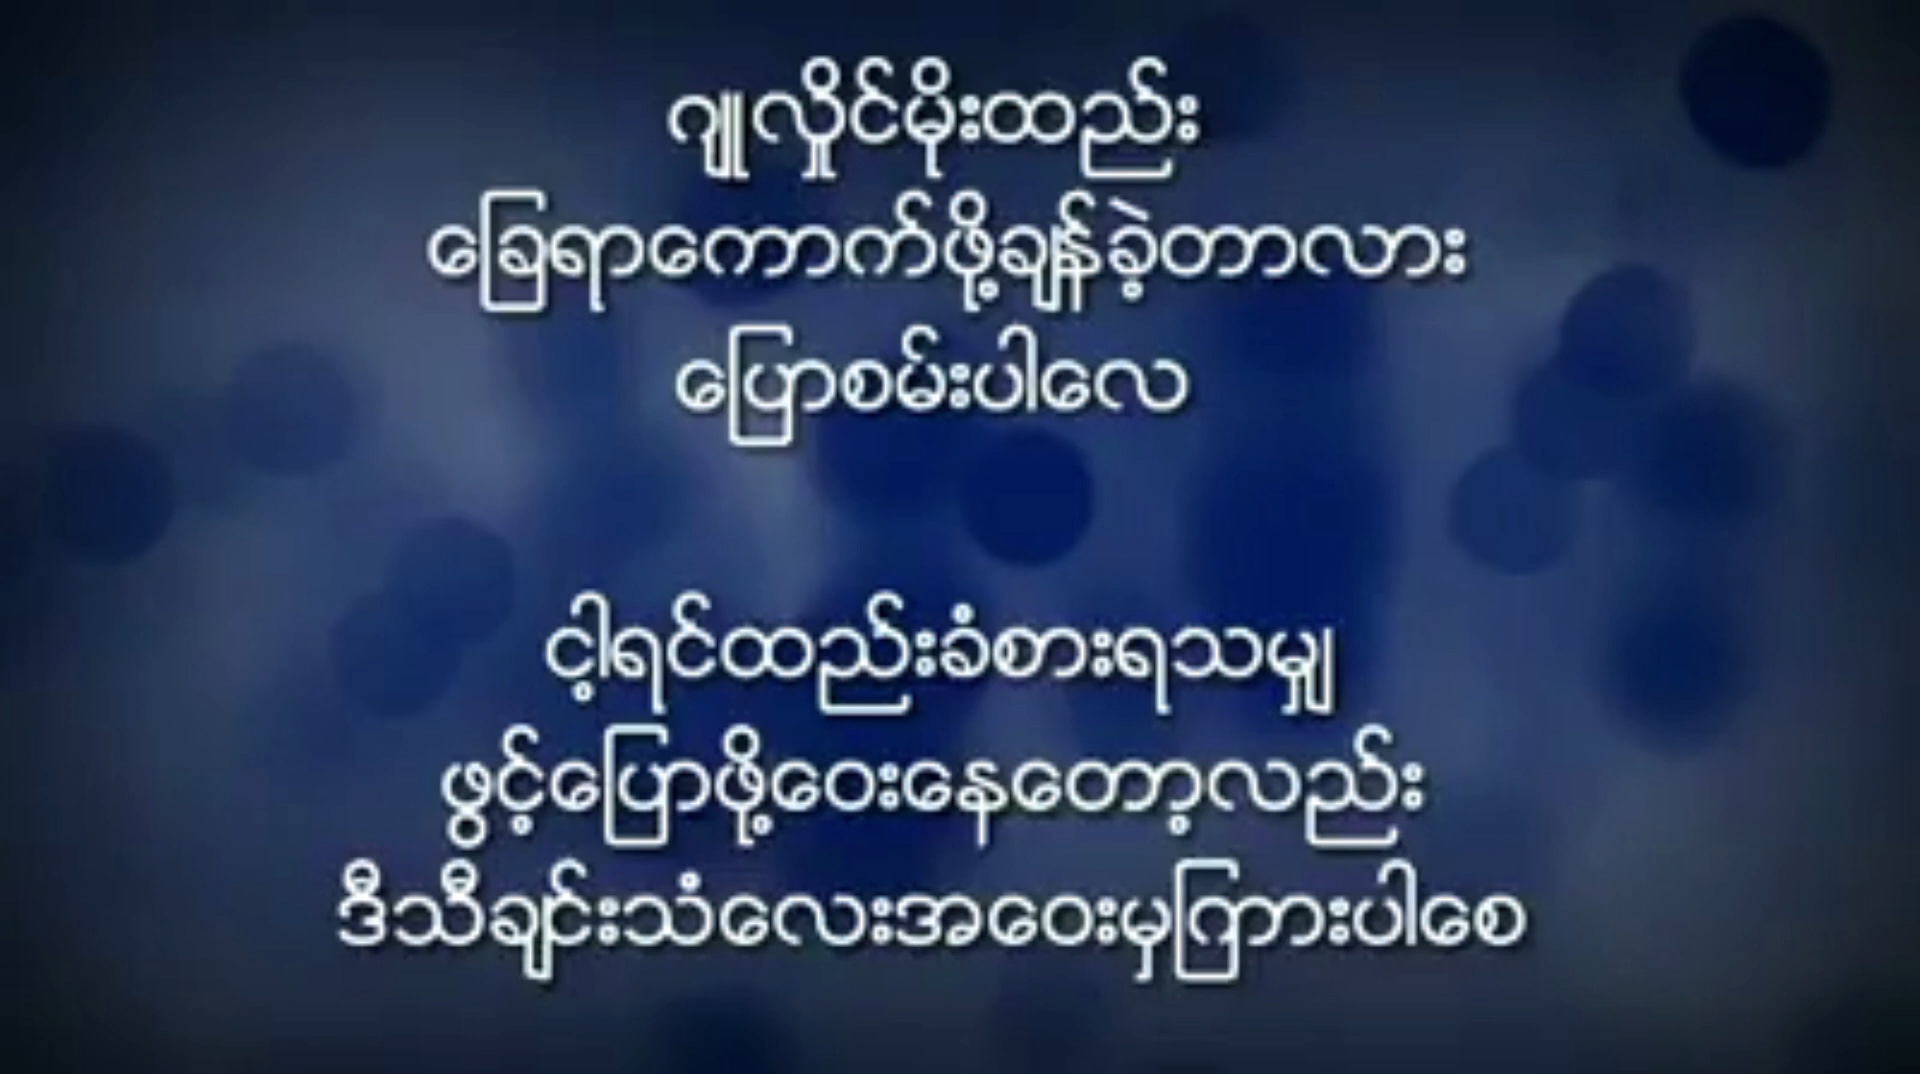 ဂျူလှိုင်မိုးထည်း
ခြေရာကောက်ဖို့ချန်ခဲ့တာလား
ပြောစမ်းပါလေ
ငါ့ရင်ထည်းခံစားရသမျှ
ဖွင့်ပြောဖို့ဝေးနေတော့လည်း
ဒီသီချင်းသံလေးအဝေးမှကြားပါစေ